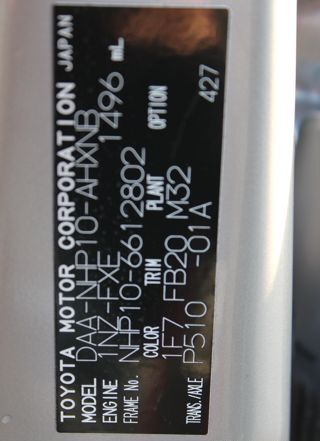 TOYOTA MOTOR CORPORATION JAPAN
MODEL DAA-NHP10-AHXNB
ENGINE 1NZ-FXE 1496 mL
FRAME No. NHP10-6612802
COLOR TRIM PLANT OPTION
1F7 FB20 M32 427
TRANS./AXLE P510 -01A